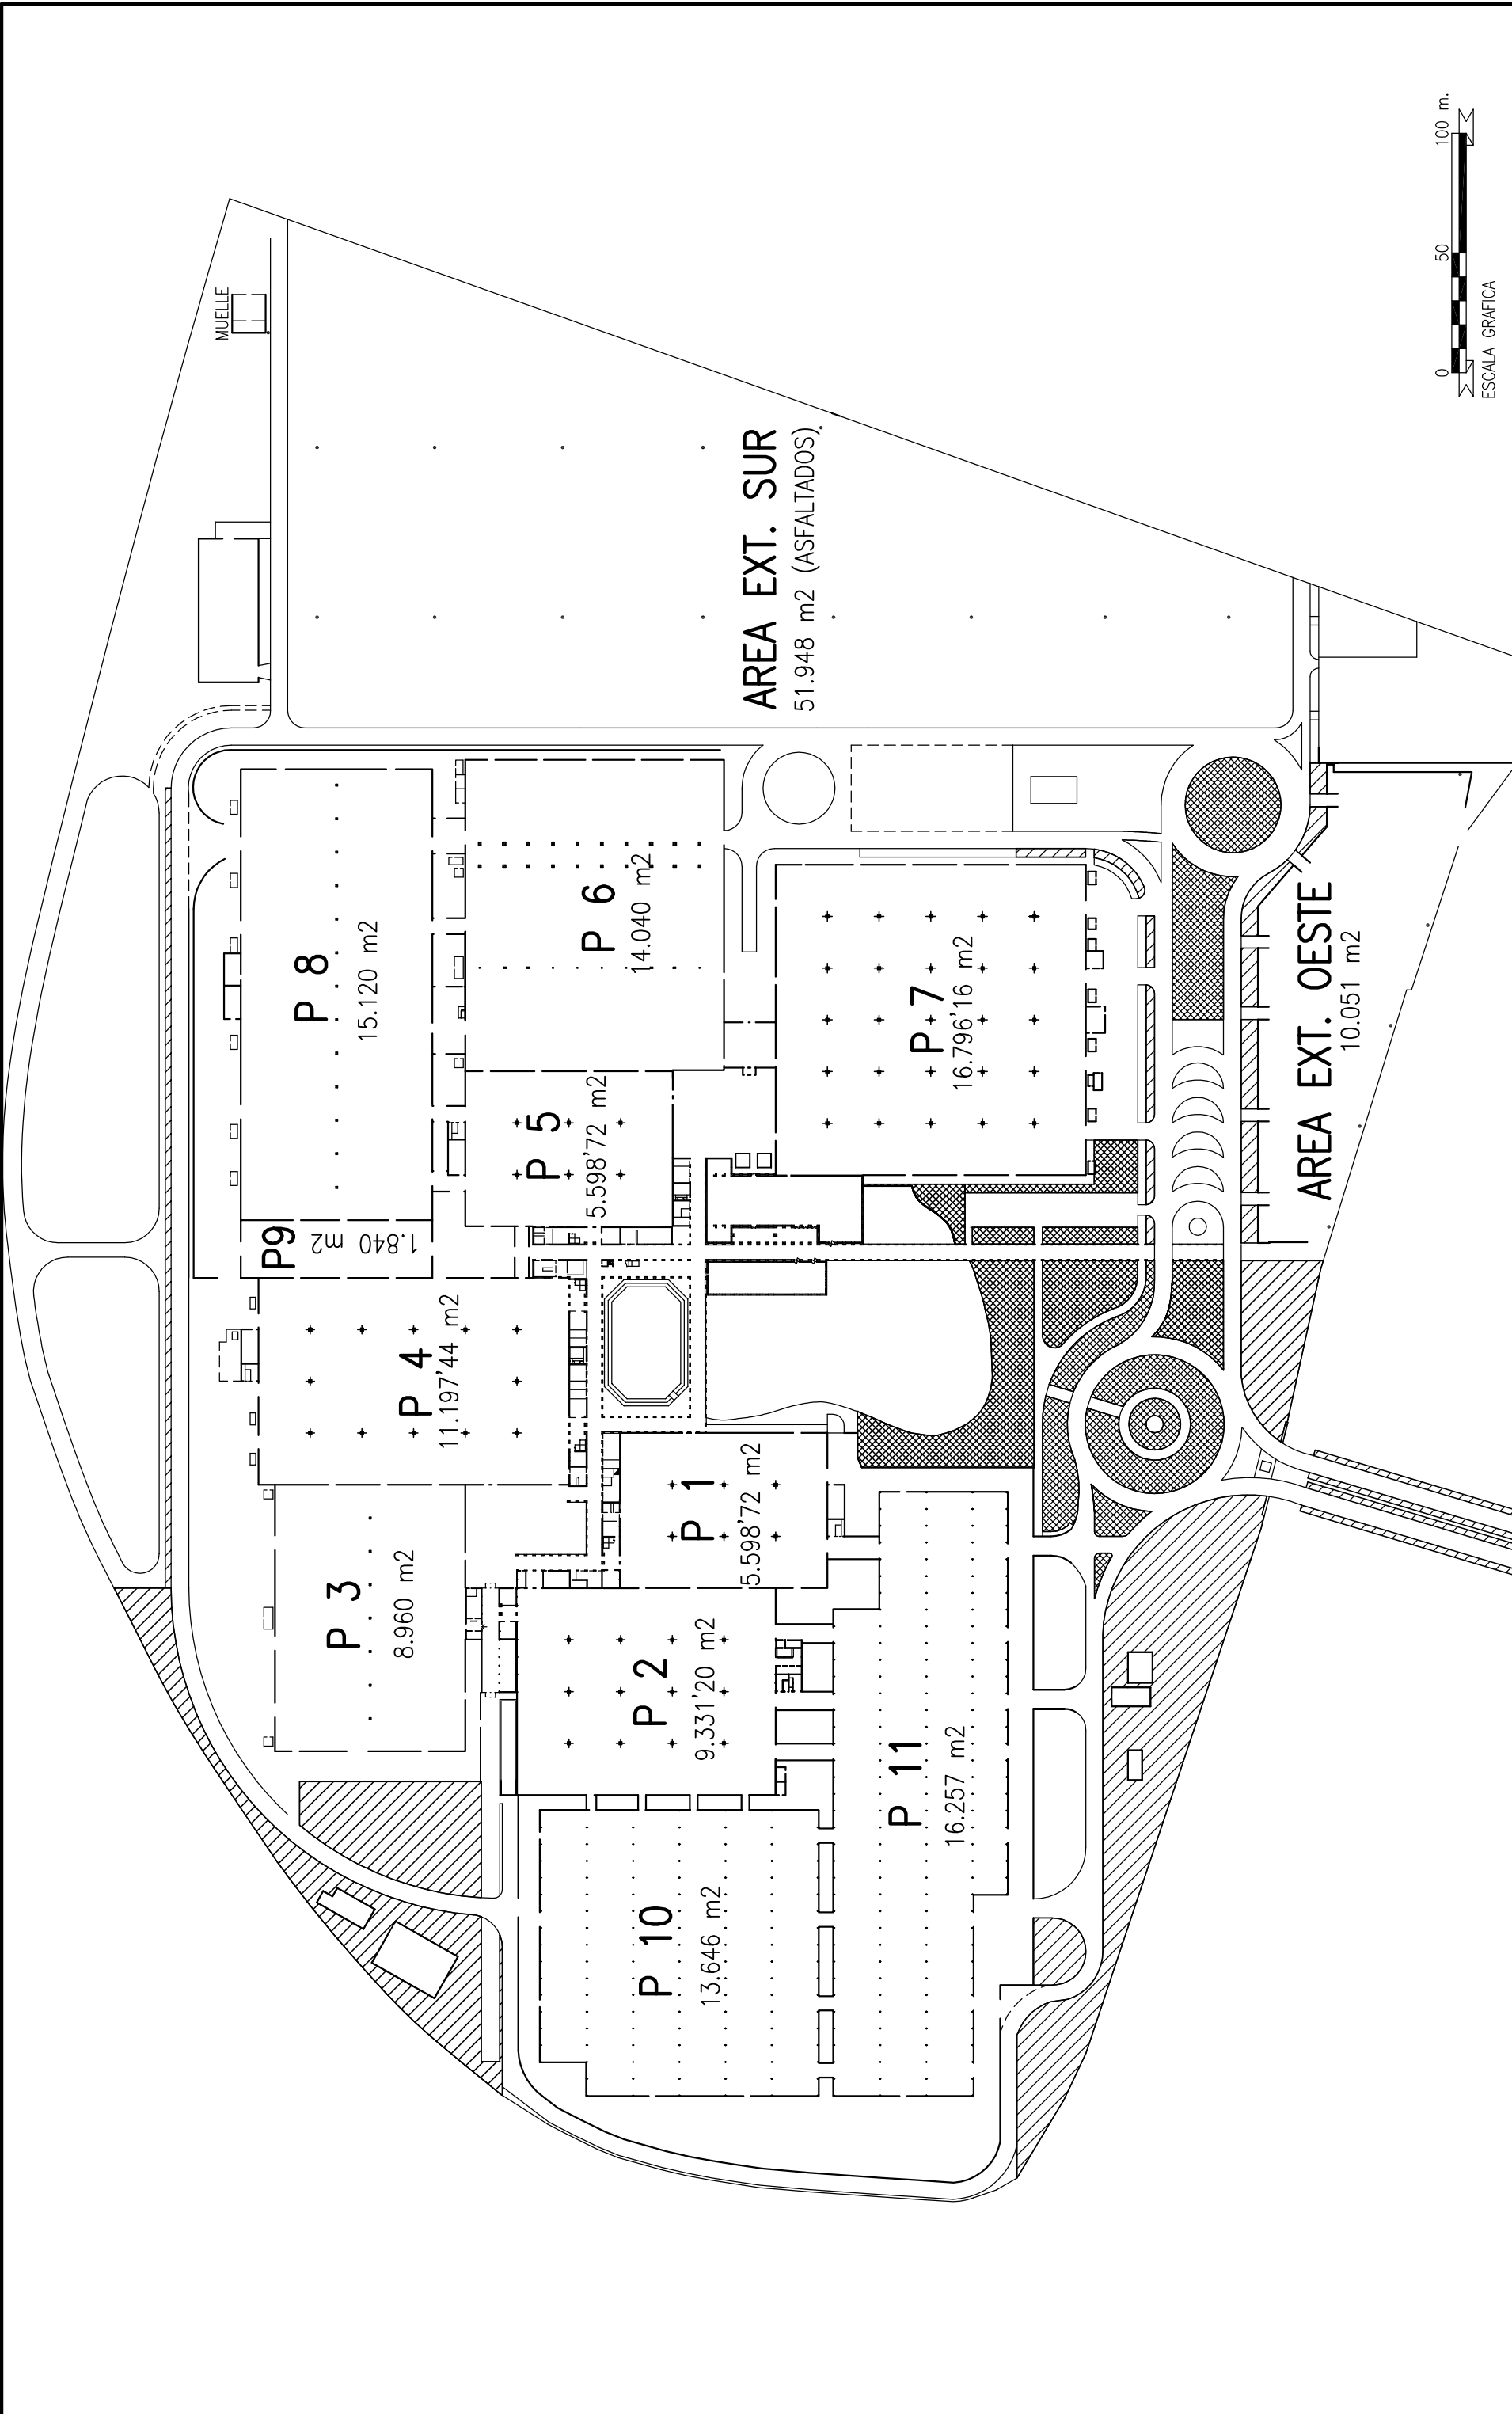 MUELLE
0 50 100 m.
ESCALA GRAFICA
AREA EXT. SUR
51.948 m2 (ASFALTADOS)
P 8
15.120 m2
P 6
14.040 m2
P 7
16.796'16 m2
AREA EXT. OESTE
10.051 m2
P 5
5.598'72 m2
P9
1.840 m2
P 4
11.197'44 m2
P 1
5.598'72 m2
P 3
8.960 m2
P 2
9.331'20 m2
P 11
16.257 m2
P 10
13.646 m2